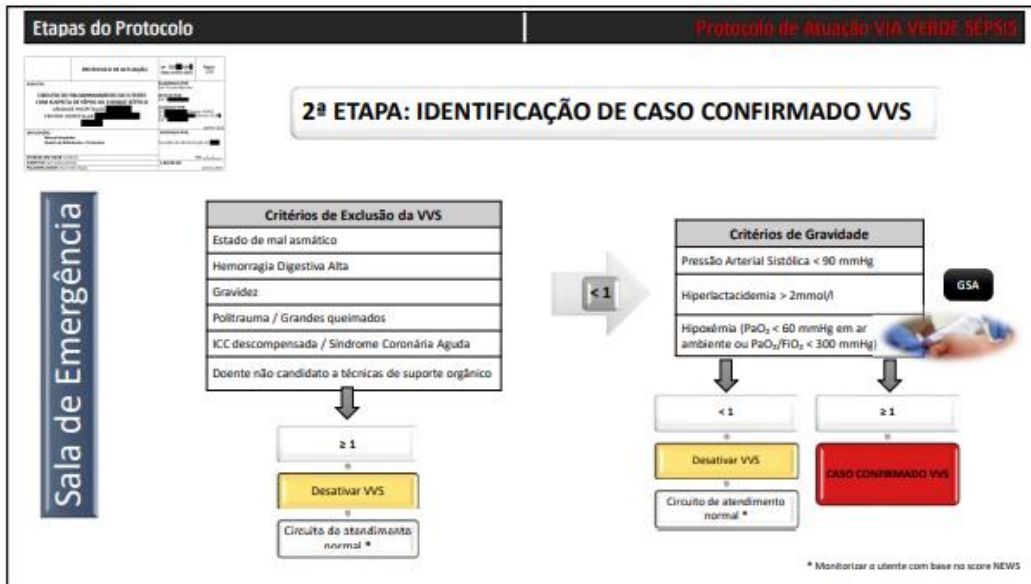 Etapas do Protocolo
Protocolo de Atuação VIA VERDE SÉPSIS
PROTOCOLO DE ATUAÇÃO
2ª ETAPA: IDENTIFICAÇÃO DE CASO CONFIRMADO VVS
Sala de Emergência
Critérios de Exclusão da VVS
Estado de mal asmático
Hemorragia Digestiva Alta
Gravidez
Politrauma / Grandes queimados
ICC descompensada / Síndrome Coronária Aguda
Doente não candidato a técnicas de suporte orgânico
≥ 1
Desativar VVS
Circuito de atendimento
normal *
< 1
Critérios de Gravidade
Pressão Arterial Sistólica < 90 mmHg
Hiperlactacidemia > 2mmol/l
Hipoxémia (PaO₂ < 60 mmHg em ar
ambiente ou PaO₂/FiO₂ < 300 mmHg)
GSA
< 1
Desativar VVS
Circuito de atendimento
normal *
≥ 1
CASO CONFIRMADO VVS
* Monitorizar o utente com base no score NEWS